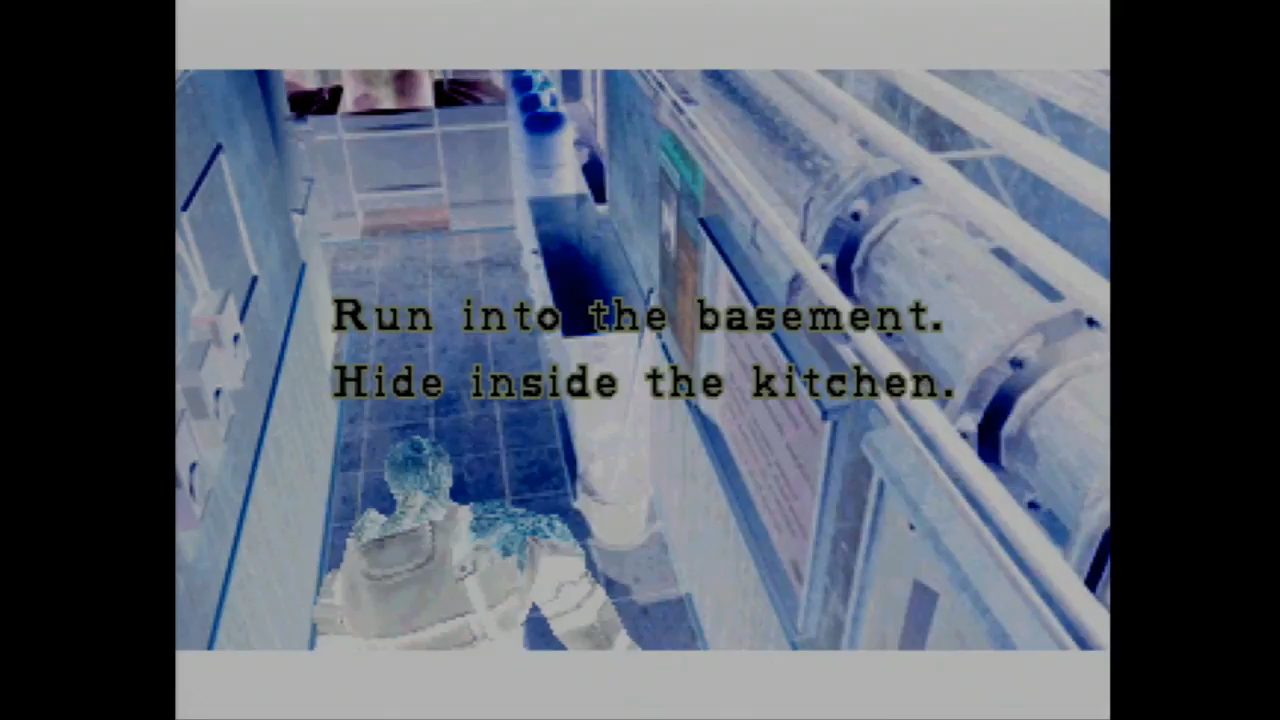 Run into the basement.
Hide inside the kitchen.